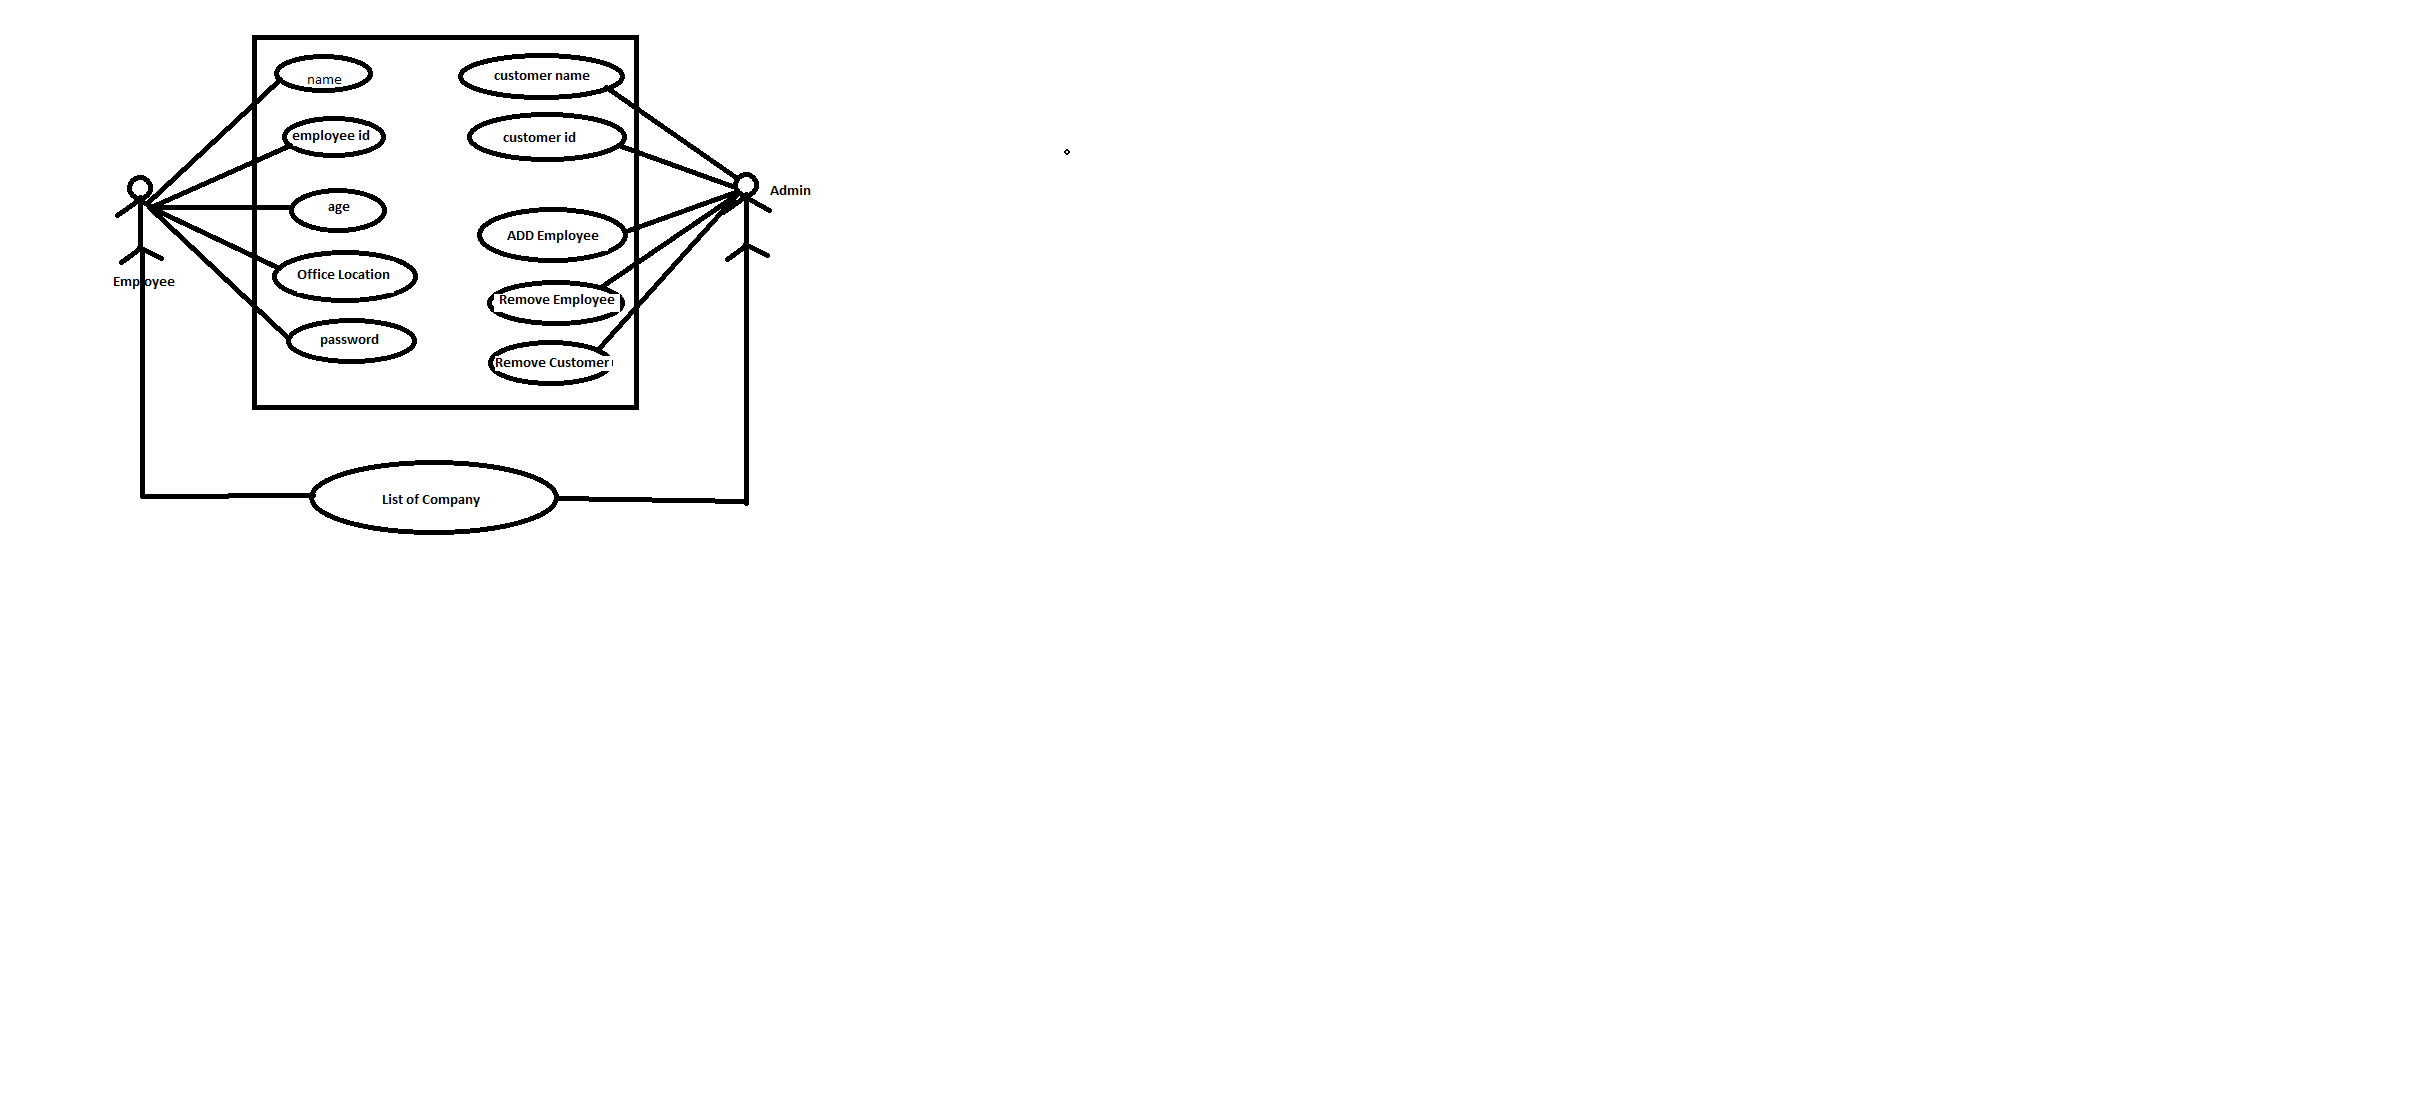 name
customer name
employee id
customer id
Admin
age
ADD Employee
Office Location
Employee
Remove Employee
password
Remove Customer
List of Company